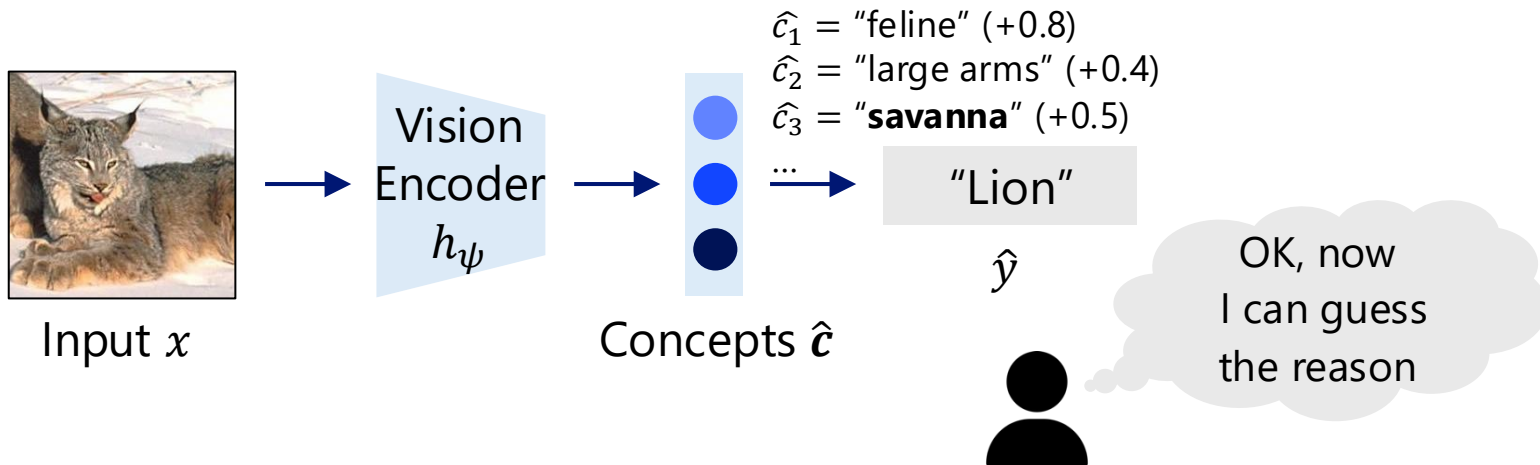 ĉ₁ = “feline” (+0.8)
ĉ₂ = “large arms” (+0.4)
ĉ₃ = “savanna” (+0.5)
...
Vision
Encoder
hψ
“Lion”
ŷ
Input x
Concepts ĉ
OK, now
I can guess
the reason